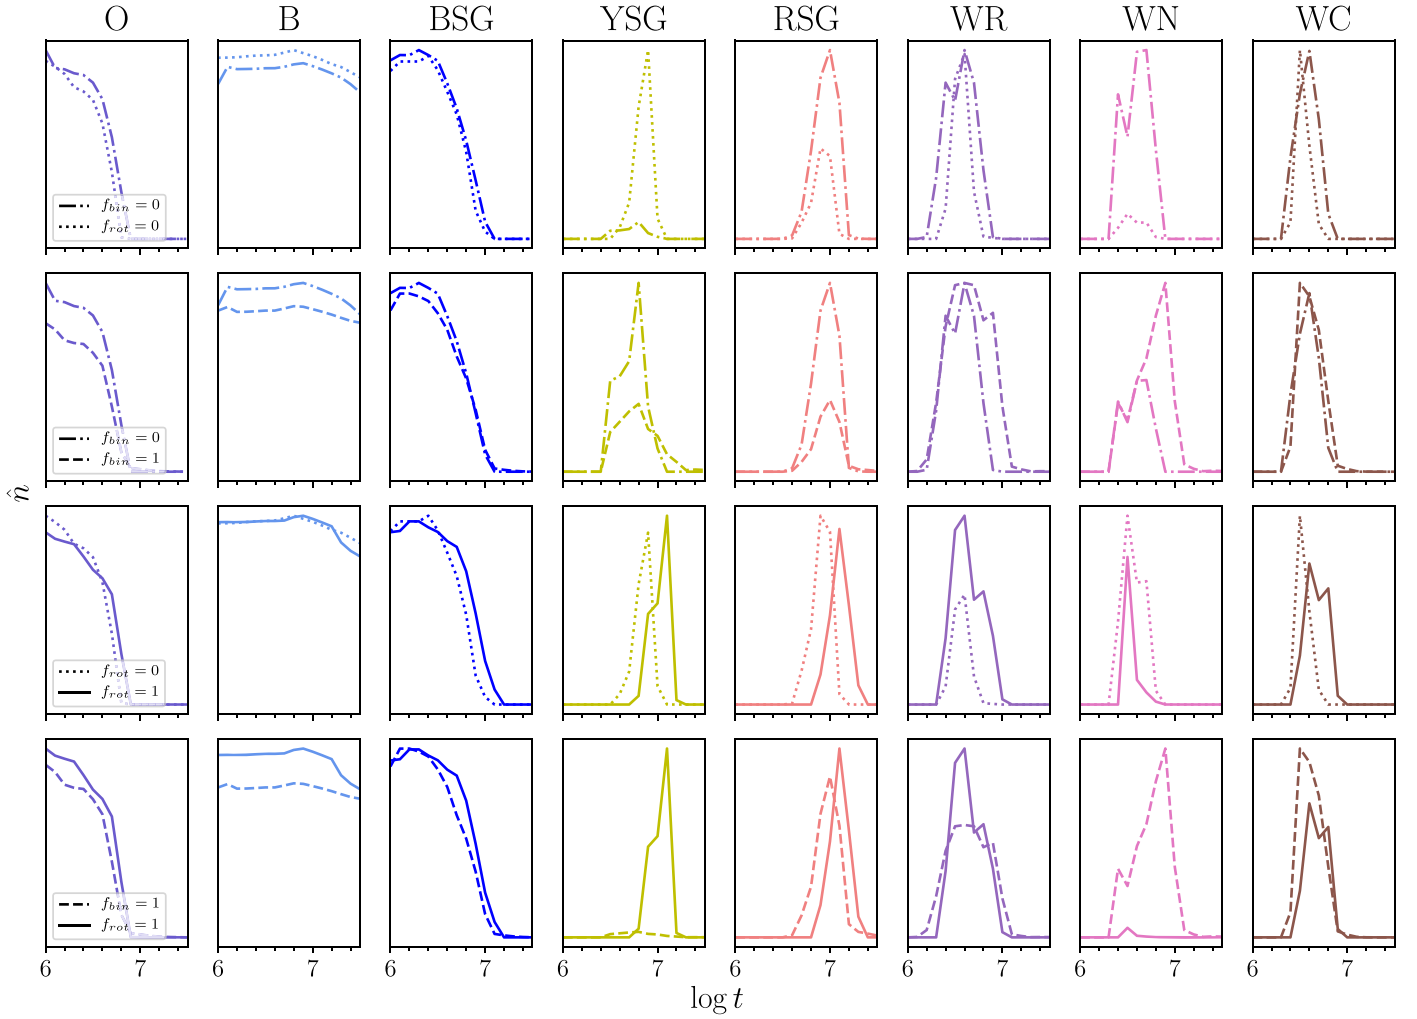 O B BSG YSG RSG WR WN WC
f_bin = 0
f_rot = 0
f_bin = 0
f_bin = 1
n̂
f_rot = 0
f_rot = 1
f_bin = 1
f_rot = 1
6 7 6 7 6 7 6 7 6 7 6 7 6 7 6 7
log t